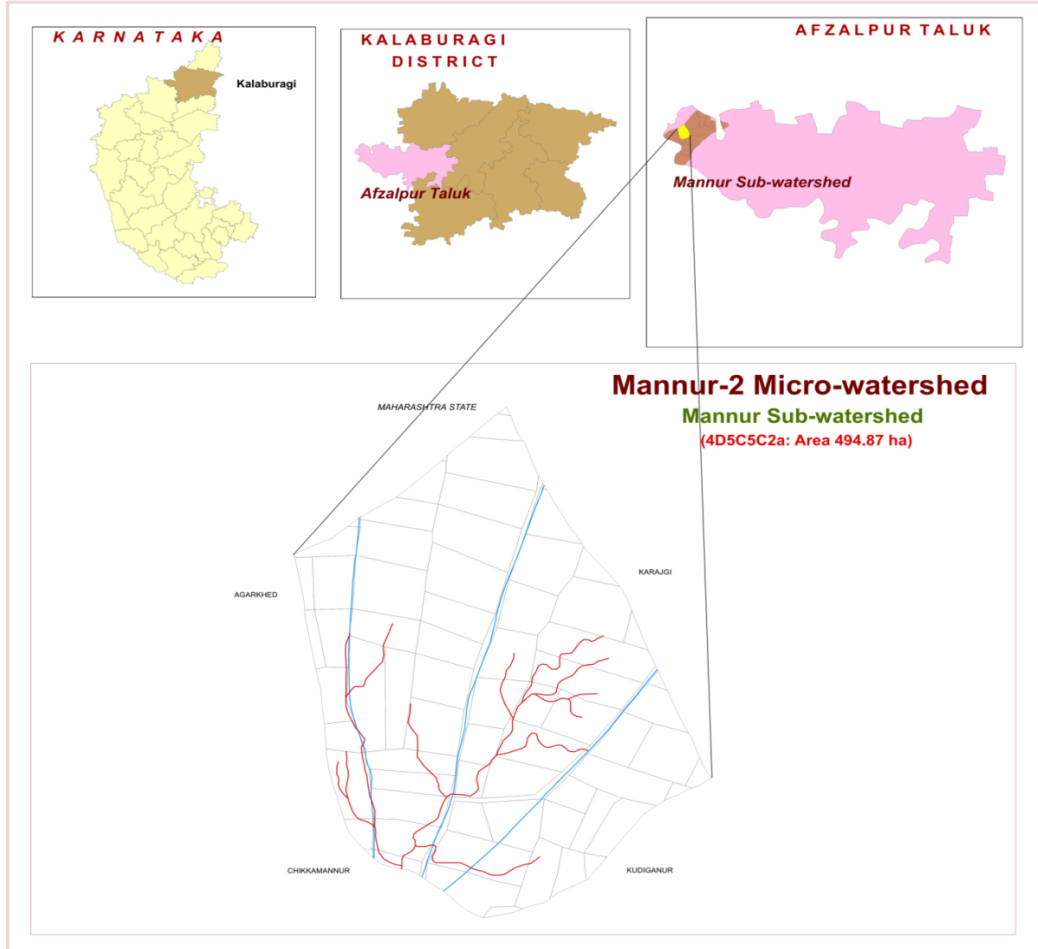 KARNATAKA
Kalaburagi
KALABURAGI
DISTRICT
Afzalpur Taluk
AFZALPUR TALUK
Mannur Sub-watershed
Mannur-2 Micro-watershed
Mannur Sub-watershed
(4D5C5C2a: Area 494.87 ha)
MAHARASHTRA STATE
KARAJGI
AGARKHED
CHIKKAMANNUR
KUDIGANUR